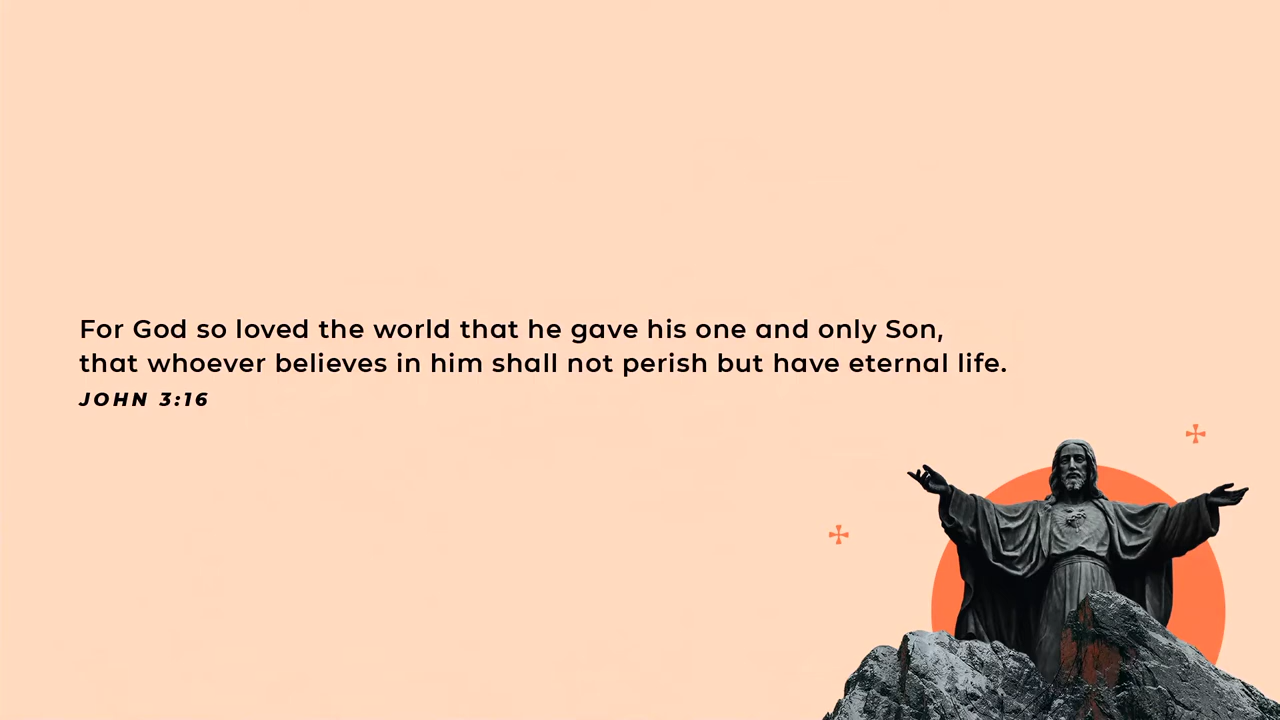 For God so loved the world that he gave his one and only Son,
that whoever believes in him shall not perish but have eternal life.
JOHN 3:16